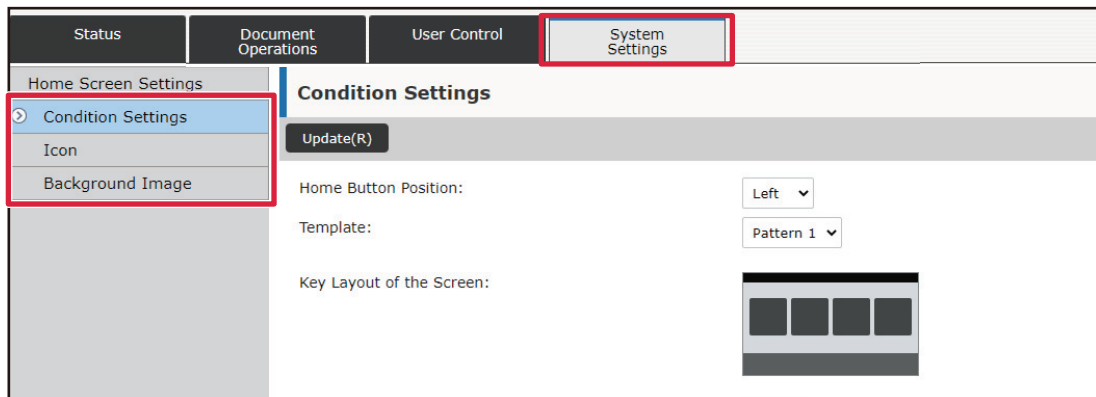 Status
Document
Operations
User Control
System
Settings
Home Screen Settings
Condition Settings
Icon
Background Image
Condition Settings
Update(R)
Home Button Position:
Left
Template:
Pattern 1
Key Layout of the Screen: